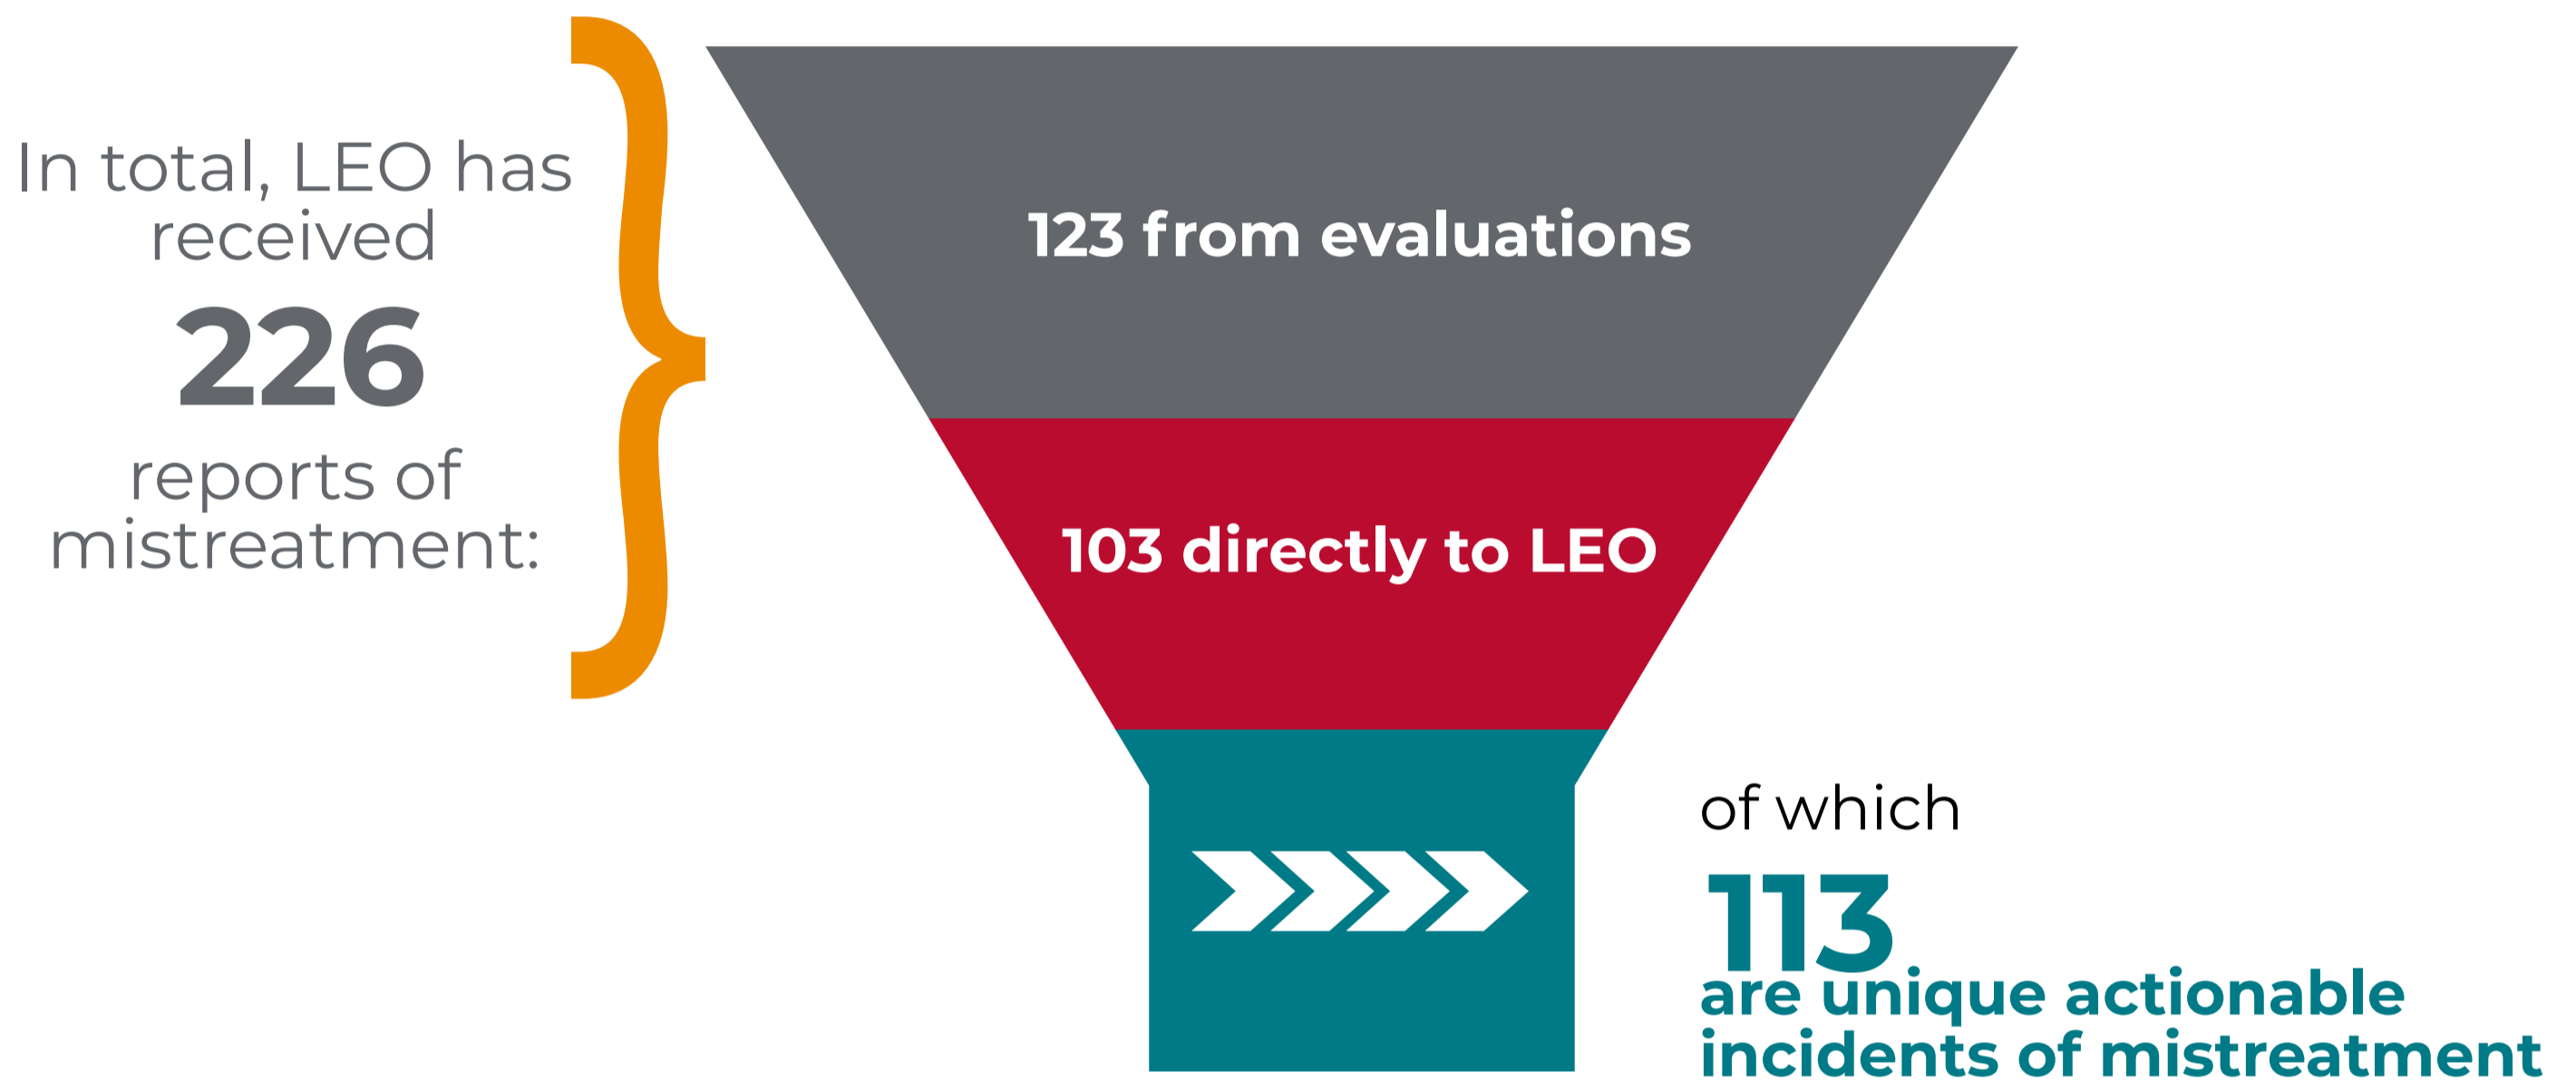 In total, LEO has
received
226
reports of
mistreatment:
123 from evaluations
103 directly to LEO
of which
113
are unique actionable
incidents of mistreatment